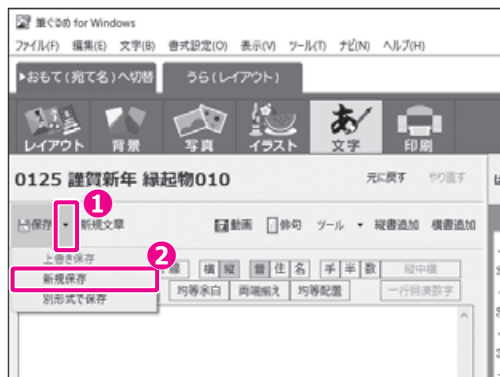 筆ぐるめ for Windows
ファイル(F) 編集(E) 文字(B) 書式設定(O) 表示(V) ツール(T) ナビ(N) ヘルプ(H)
▸おもて(宛て名)へ切替 うら(レイアウト)
レイアウト 背景 写真 イラスト 文字 印刷
0125 謹賀新年 縁起物010 元に戻す やり直す
保存 新規文章 動画 俳句 ツール 縦書追加 横書追加
1
上書き保存
2
新規保存 線 横 縦 普 住 名 手 半 数 縦中横
別形式で保存 均等余白 両端揃え 均等配置 一行目漢数字